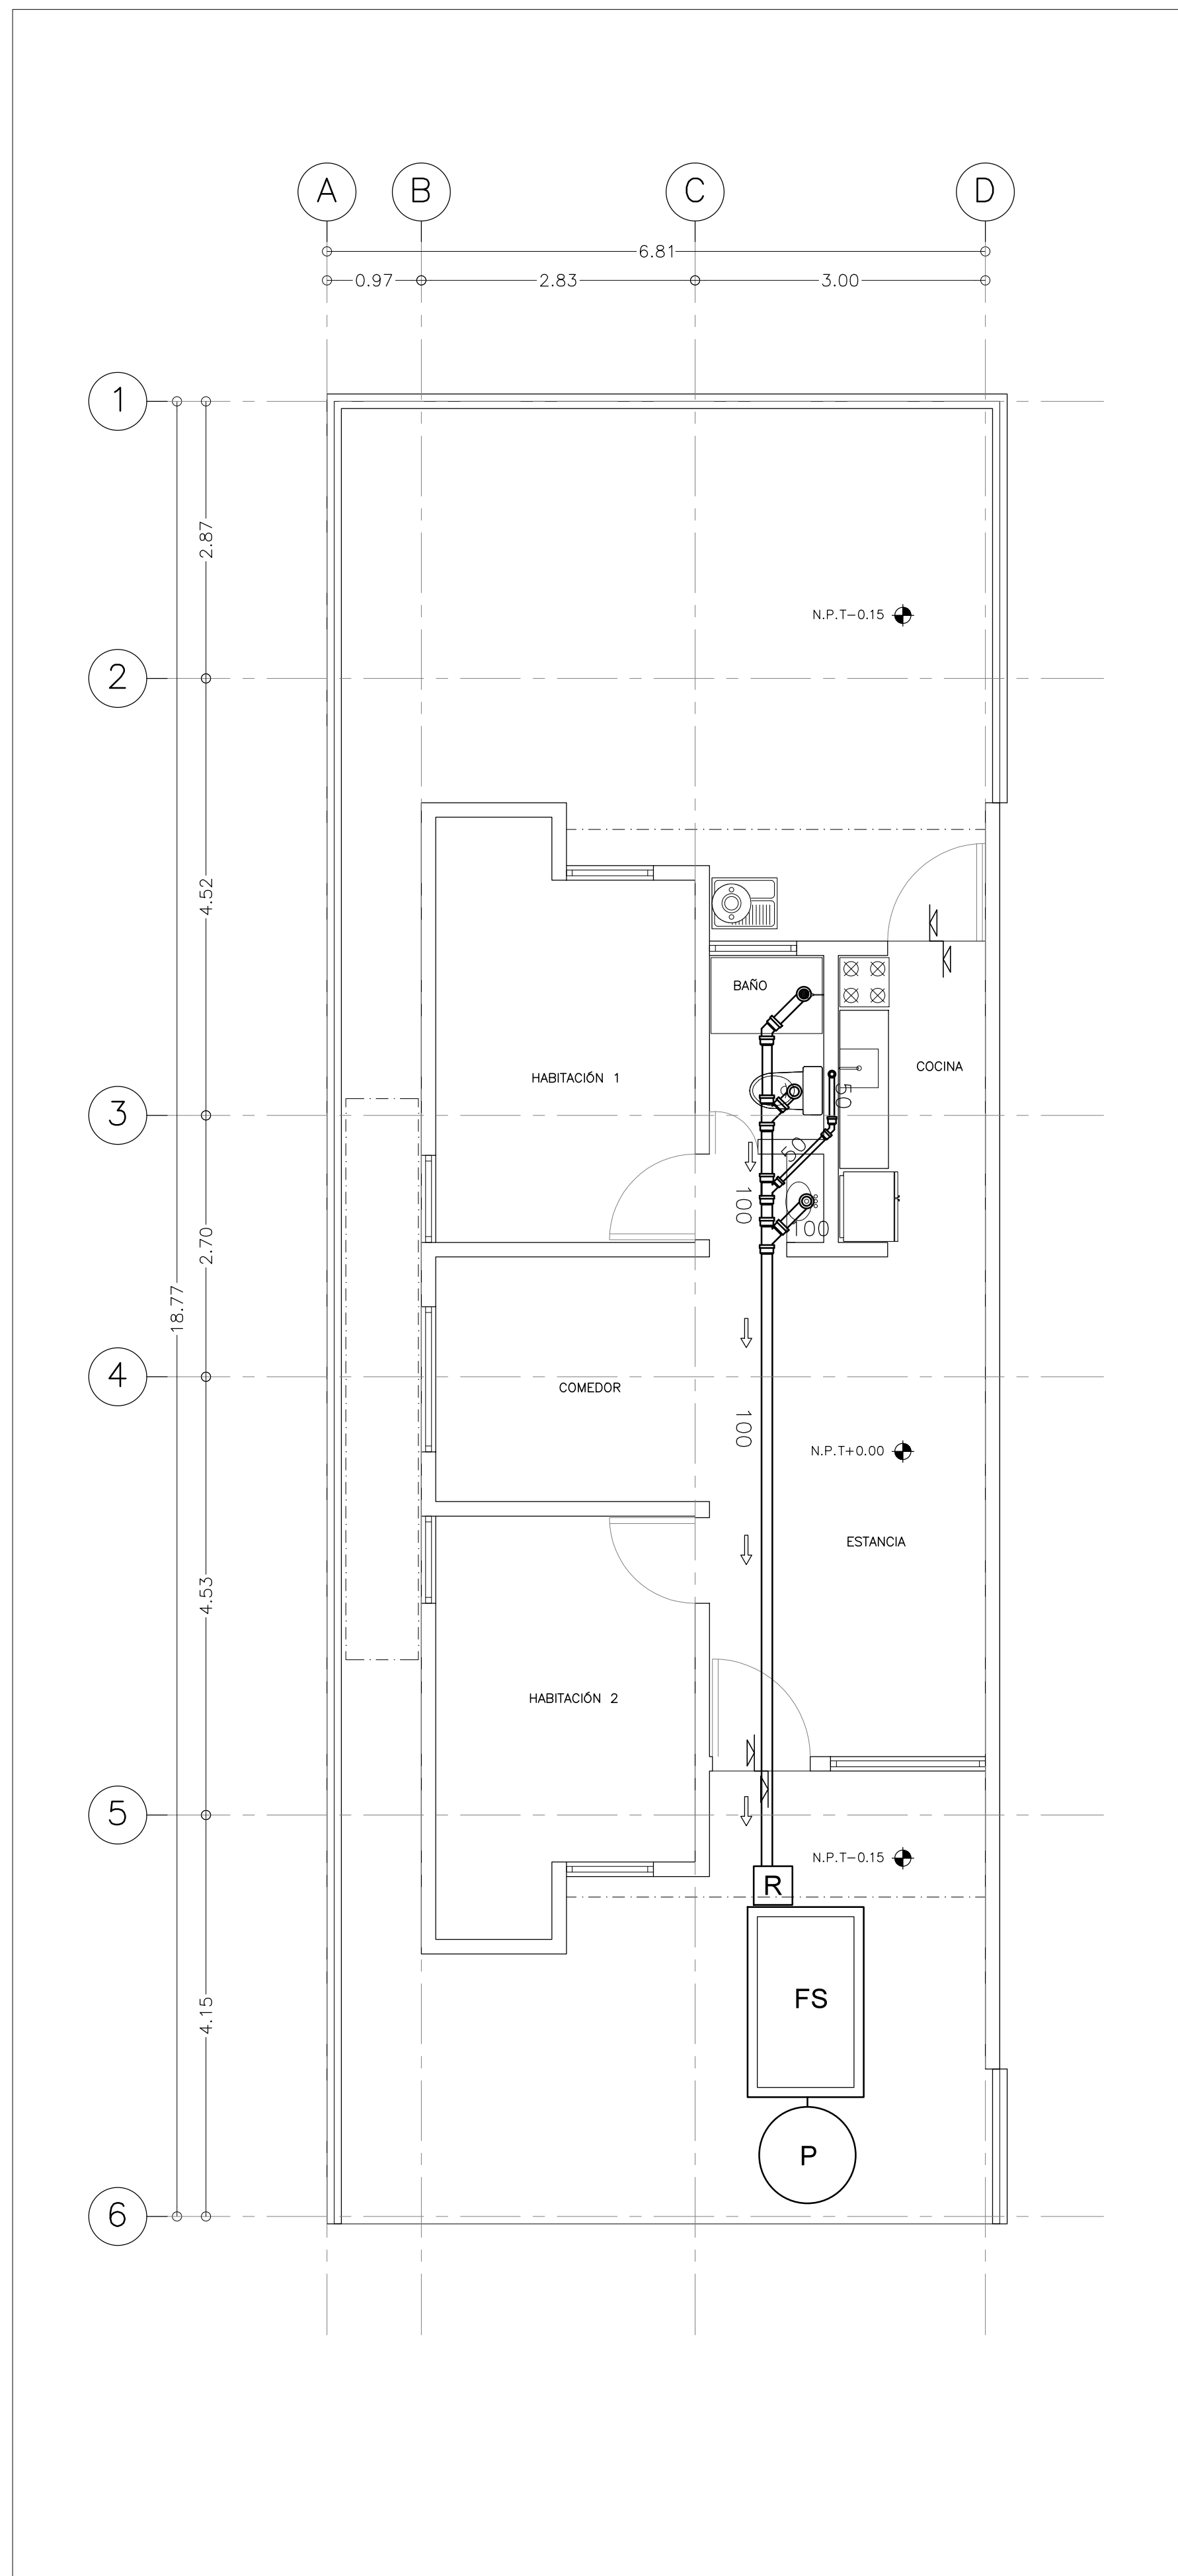 A B C D
6.81
0.97 2.83 3.00
1
2.87
N.P.T-0.15
2
4.52
BAÑO
COCINA
HABITACIÓN 1
50
3
50
100
100
2.70
18.77
4
COMEDOR
100
N.P.T+0.00
ESTANCIA
4.53
HABITACIÓN 2
5
N.P.T-0.15
R
FS
4.15
P
6